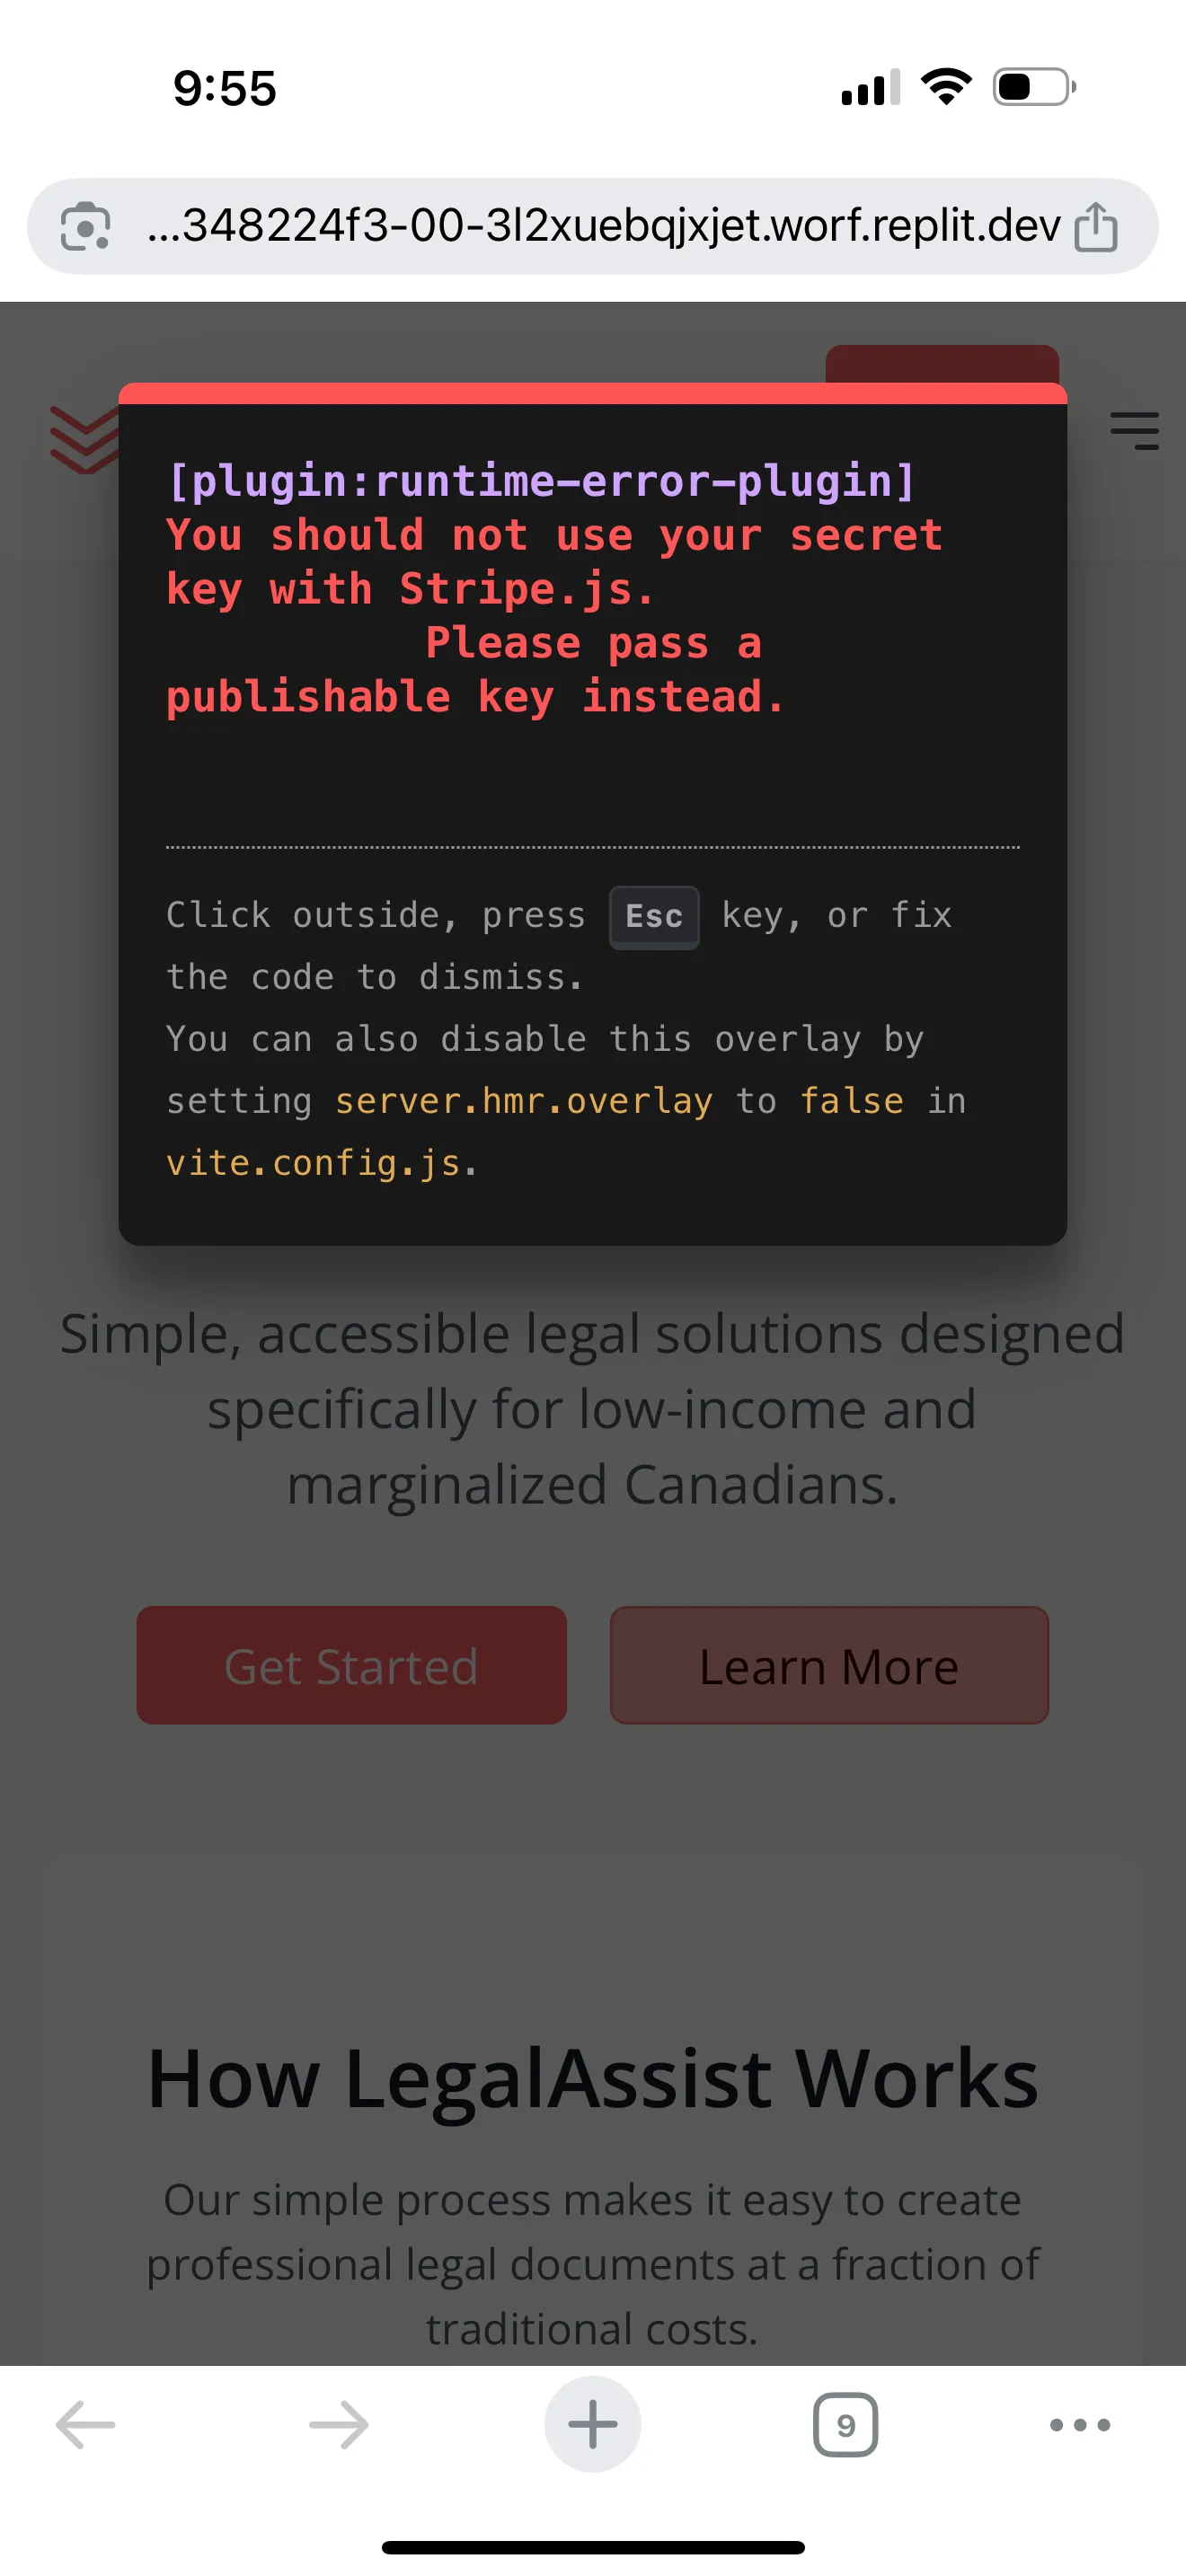 9:55
...348224f3-00-3l2xuebqjxjet.worf.replit.dev
[plugin:runtime-error-plugin]
You should not use your secret
key with Stripe.js.
Please pass a
publishable key instead.
Click outside, press Esc key, or fix
the code to dismiss.
You can also disable this overlay by
setting server.hmr.overlay to false in
vite.config.js.
Simple, accessible legal solutions designed
specifically for low-income and
marginalized Canadians.
Get Started
Learn More
How LegalAssist Works
Our simple process makes it easy to create
professional legal documents at a fraction of
traditional costs.
9